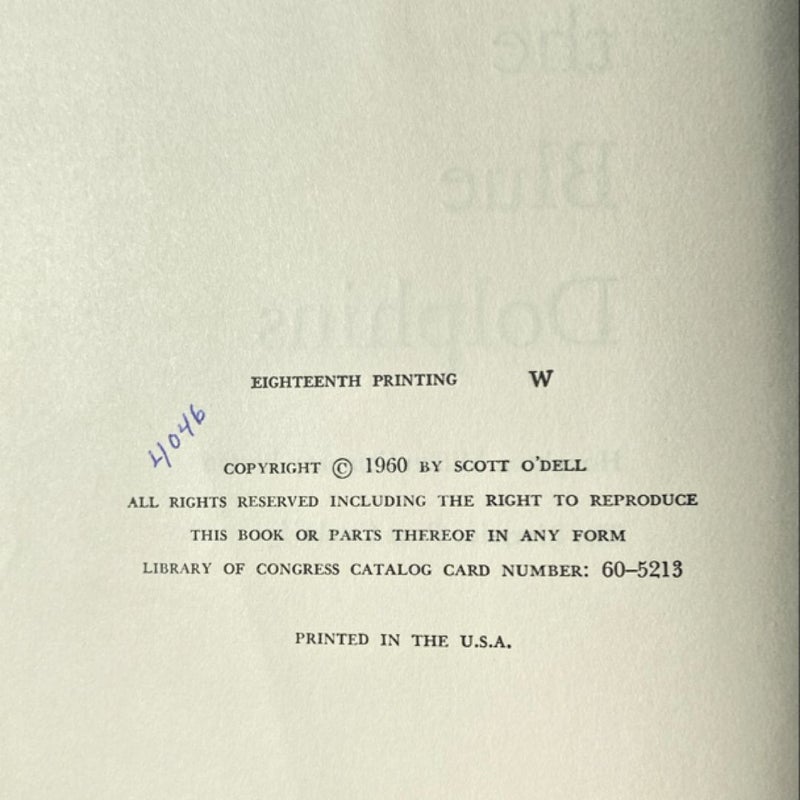 the
Blue
Dolphins
EIGHTEENTH PRINTING W
4046
COPYRIGHT © 1960 BY SCOTT O'DELL
ALL RIGHTS RESERVED INCLUDING THE RIGHT TO REPRODUCE
THIS BOOK OR PARTS THEREOF IN ANY FORM
LIBRARY OF CONGRESS CATALOG CARD NUMBER: 60–5213
PRINTED IN THE U.S.A.